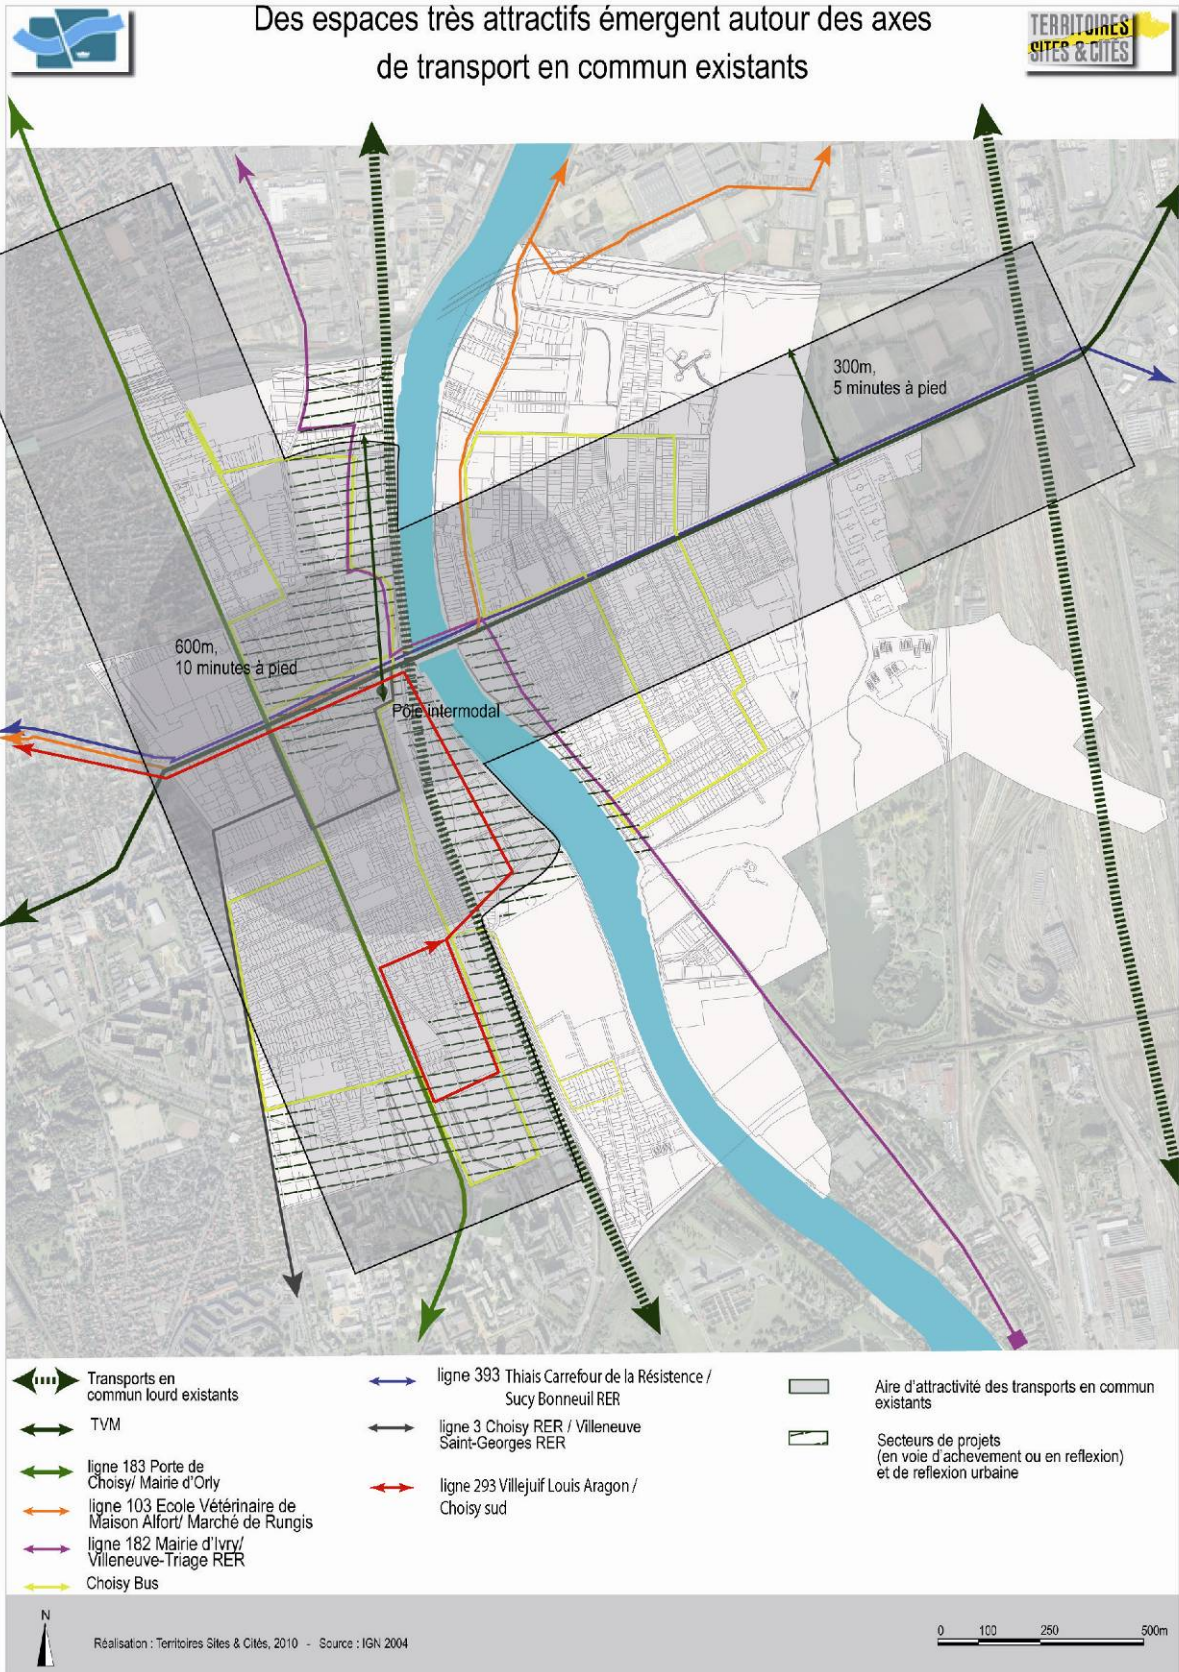 Des espaces très attractifs émergent autour des axes
de transport en commun existants
TERRITOIRES
SITES & CITÉS
300m,
5 minutes à pied
600m,
10 minutes à pied
Pôle intermodal
Transports en
commun lourd existants
TVM
ligne 183 Porte de
Choisy/ Mairie d'Orly
ligne 103 Ecole Vétérinaire de
Maison Alfort/ Marché de Rungis
ligne 182 Mairie d'Ivry/
Villeneuve-Triage RER
Choisy Bus
ligne 393 Thiais Carrefour de la Résistence /
Sucy Bonneuil RER
ligne 3 Choisy RER / Villeneuve
Saint-Georges RER
ligne 293 Villejuif Louis Aragon /
Choisy sud
Aire d'attractivité des transports en commun
existants
Secteurs de projets
(en voie d'achevement ou en reflexion)
et de reflexion urbaine
N
Réalisation : Territoires Sites & Cités, 2010 - Source : IGN 2004
0 100 250 500m